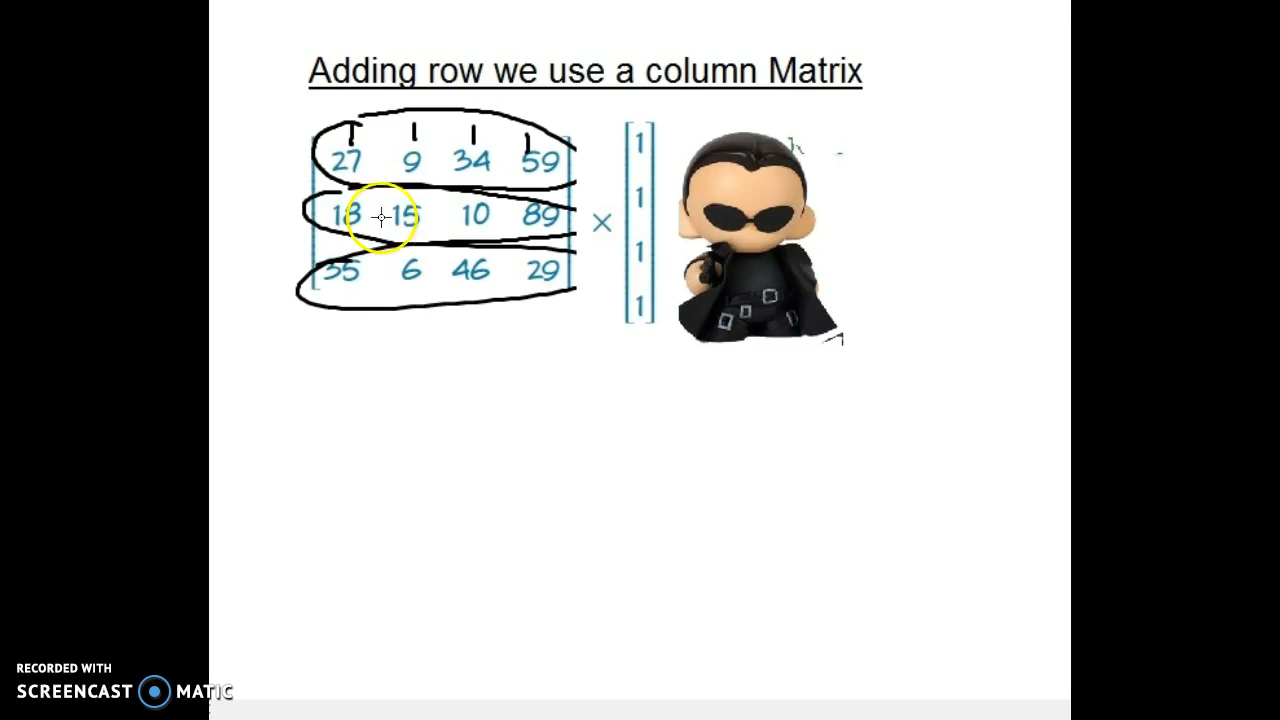 Adding row we use a column Matrix
27 9 34 59
18 15 10 89
35 6 46 29
×
1
1
1
1
RECORDED WITH
SCREENCAST MATIC